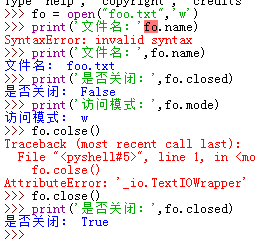 Type "help", "copyright", "credits"
>>> fo = open("foo.txt",'w')
>>> print('文件名：'fo.name)
SyntaxError: invalid syntax
>>> print('文件名：',fo.name)
文件名： foo.txt
>>> print('是否关闭：',fo.closed)
是否关闭： False
>>> print('访问模式：',fo.mode)
访问模式： w
>>> fo.colse()
Traceback (most recent call last):
  File "<pyshell#5>", line 1, in <mo
    fo.colse()
AttributeError: '_io.TextIOWrapper'
>>> fo.close()
>>> print('是否关闭：',fo.closed)
是否关闭： True
>>>